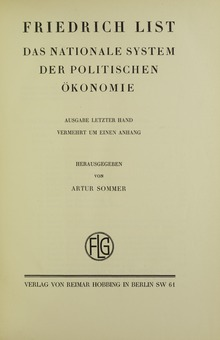 FRIEDRICH LIST
DAS NATIONALE SYSTEM
DER POLITISCHEN
ÖKONOMIE
AUSGABE LETZTER HAND
VERMEHRT UM EINEN ANHANG
HERAUSGEGEBEN
VON
ARTUR SOMMER
FLG
VERLAG VON REIMAR HOBBING IN BERLIN SW 61